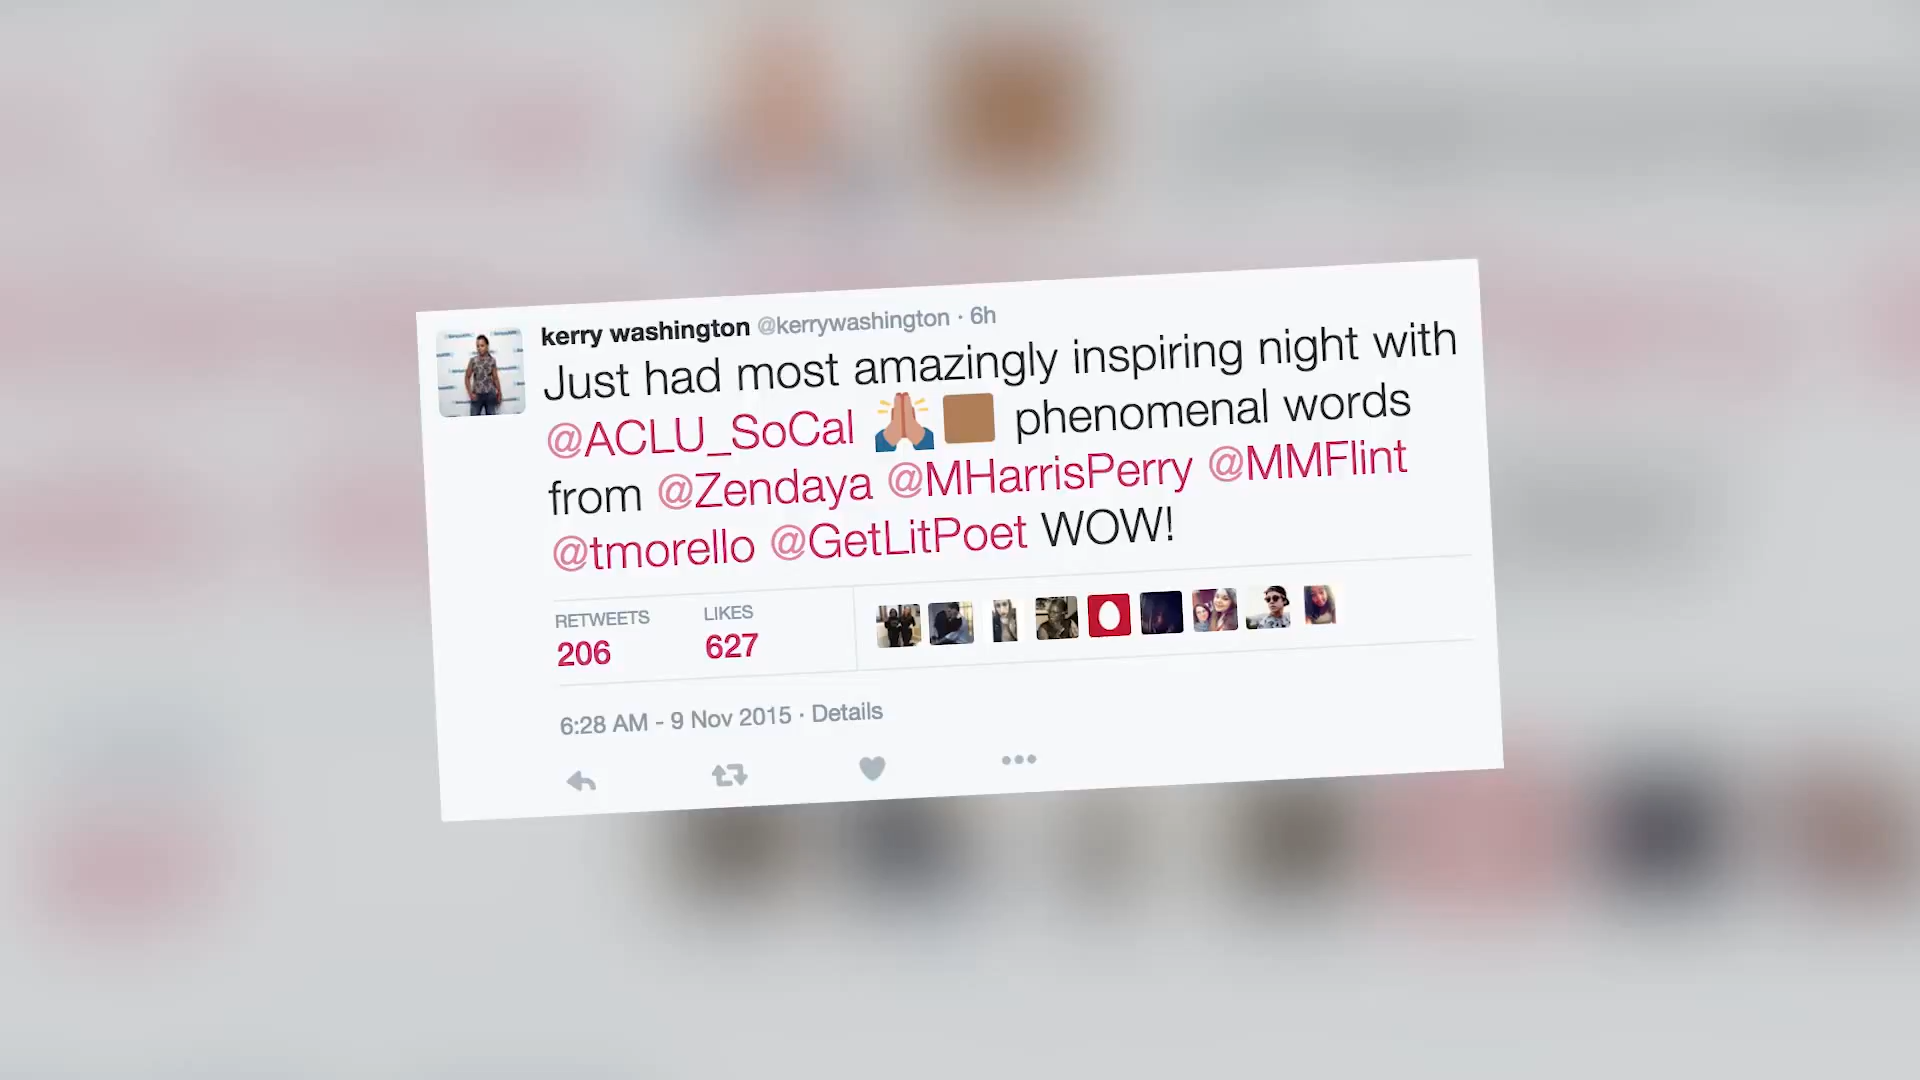 kerry washington @kerrywashington · 6h
Just had most amazingly inspiring night with
@ACLU_SoCal 🙏🏾 phenomenal words
from @Zendaya @MHarrisPerry @MMFlint
@tmorello @GetLitPoet WOW!
RETWEETS LIKES
206 627
6:28 AM - 9 Nov 2015 · Details